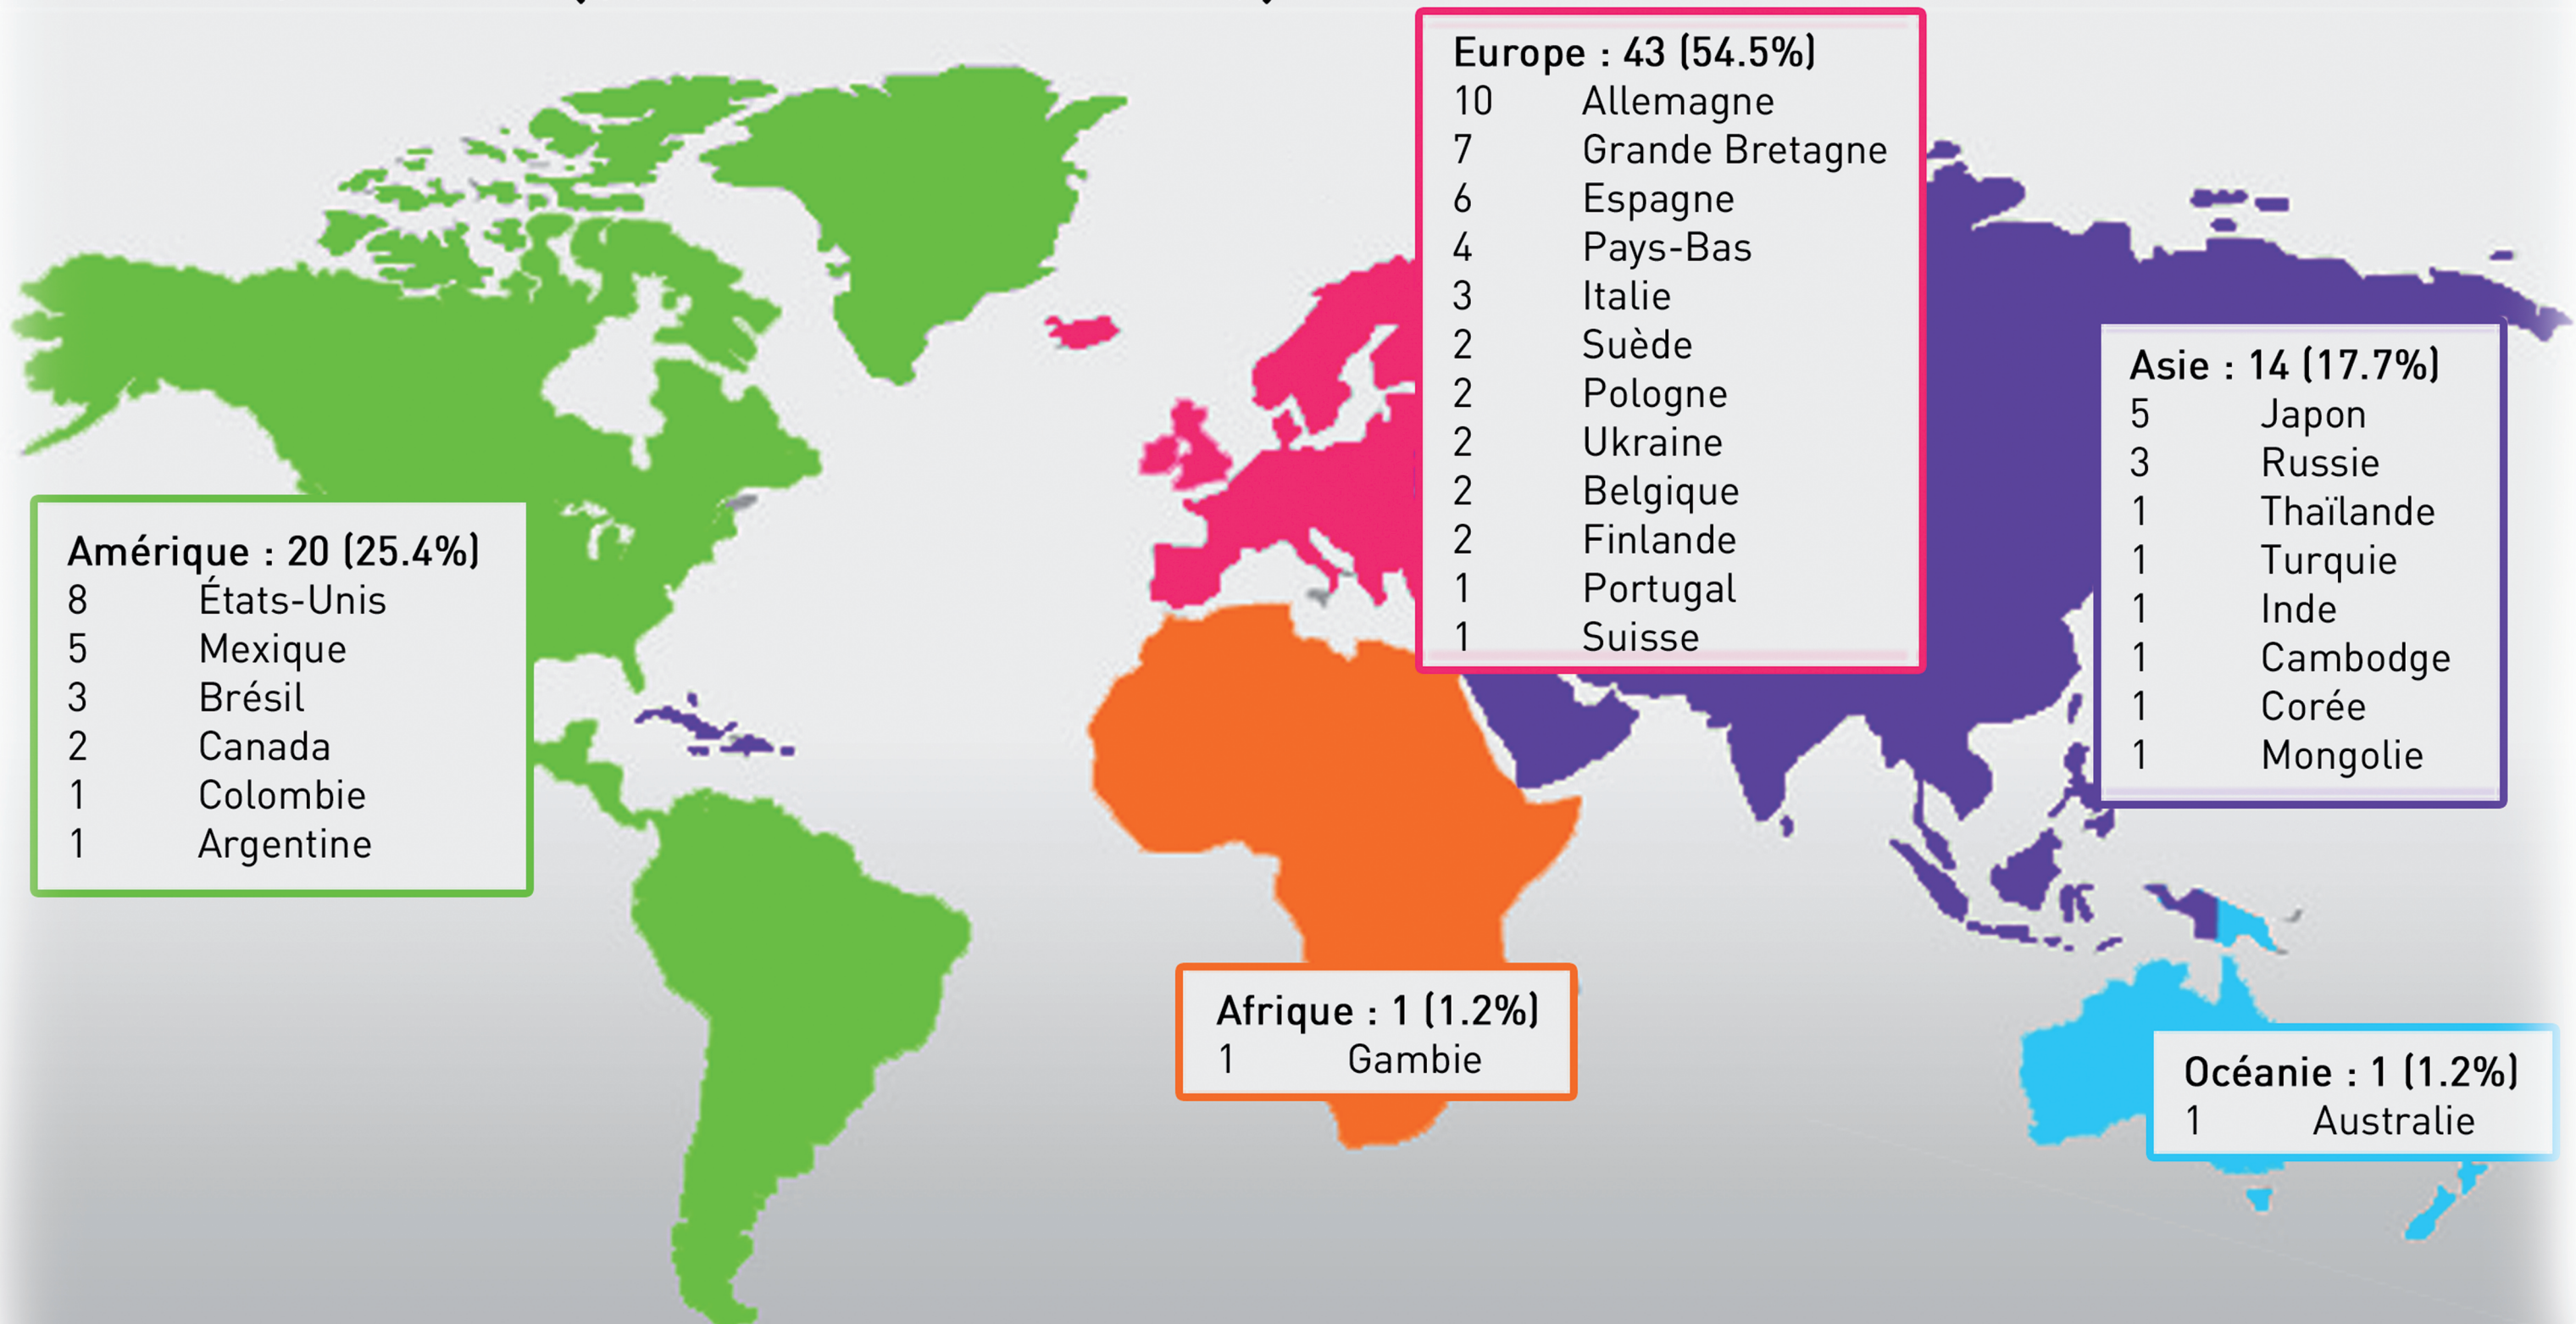 Europe : 43 (54.5%)
10 Allemagne
7 Grande Bretagne
6 Espagne
4 Pays-Bas
3 Italie
2 Suède
2 Pologne
2 Ukraine
2 Belgique
2 Finlande
1 Portugal
1 Suisse
Asie : 14 (17.7%)
5 Japon
3 Russie
1 Thaïlande
1 Turquie
1 Inde
1 Cambodge
1 Corée
1 Mongolie
Amérique : 20 (25.4%)
8 États-Unis
5 Mexique
3 Brésil
2 Canada
1 Colombie
1 Argentine
Afrique : 1 (1.2%)
1 Gambie
Océanie : 1 (1.2%)
1 Australie